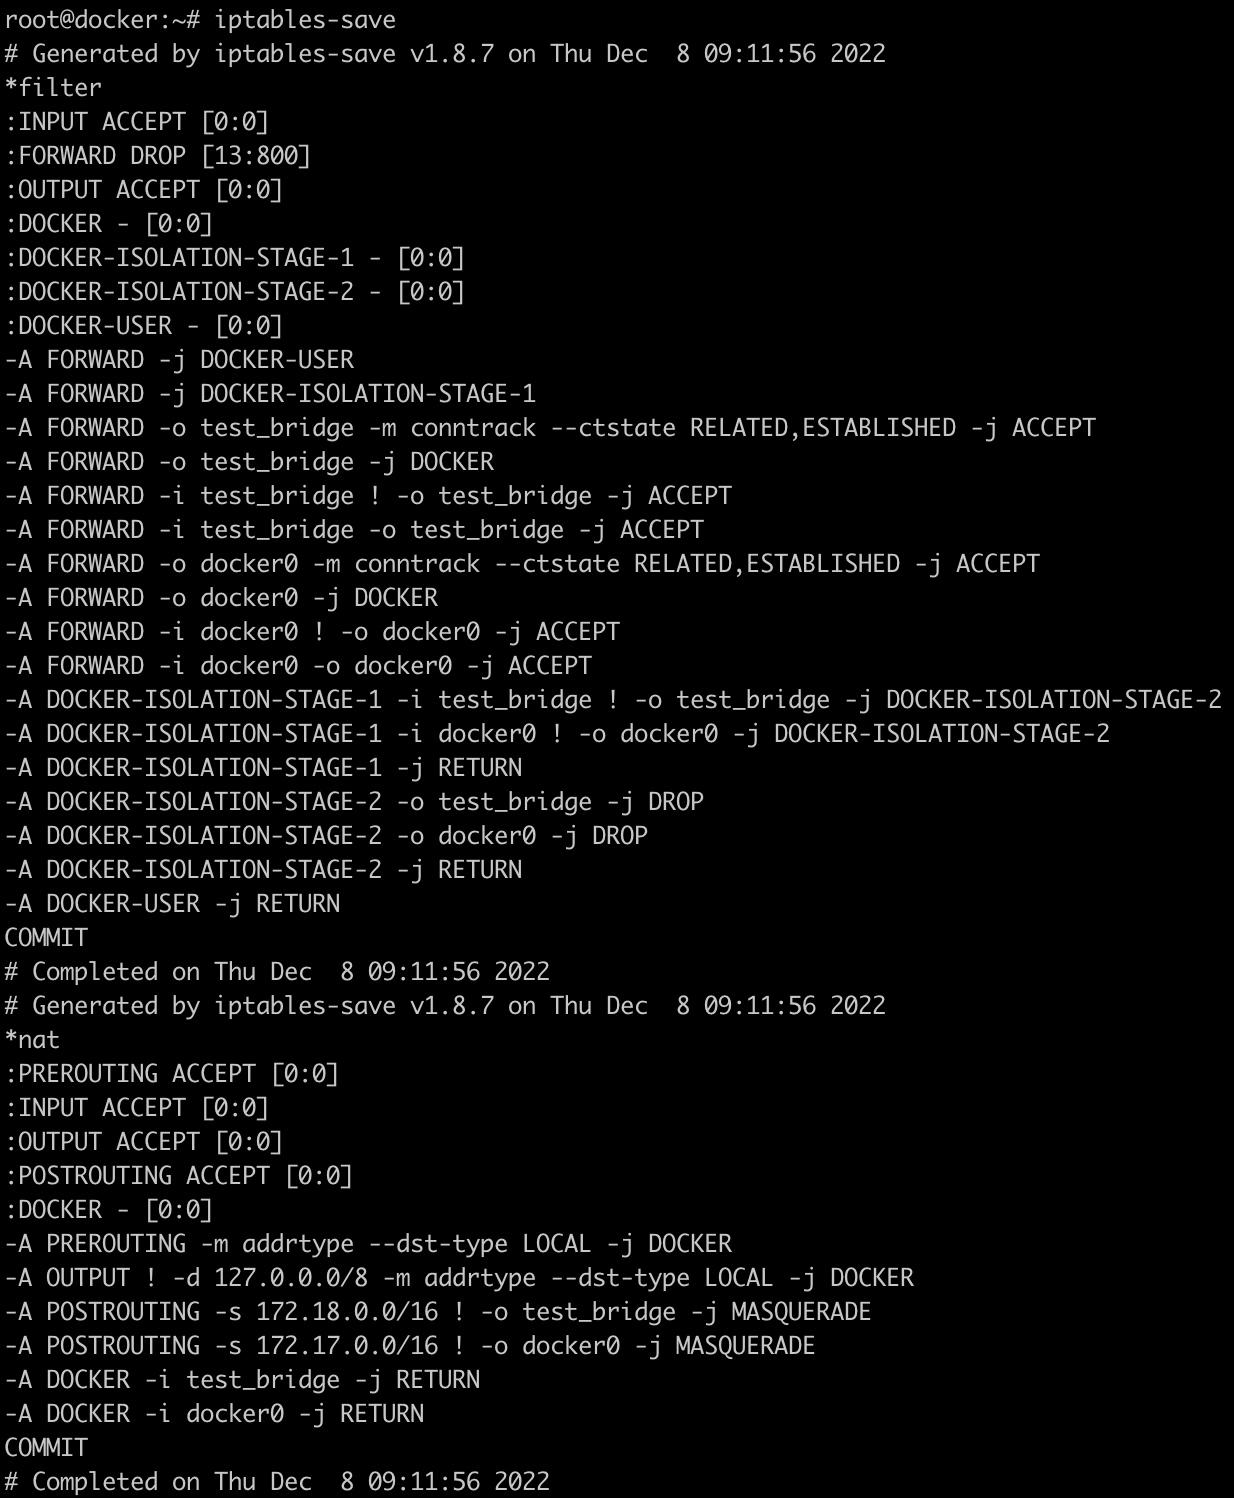 root@docker:~# iptables-save
# Generated by iptables-save v1.8.7 on Thu Dec  8 09:11:56 2022
*filter
:INPUT ACCEPT [0:0]
:FORWARD DROP [13:800]
:OUTPUT ACCEPT [0:0]
:DOCKER - [0:0]
:DOCKER-ISOLATION-STAGE-1 - [0:0]
:DOCKER-ISOLATION-STAGE-2 - [0:0]
:DOCKER-USER - [0:0]
-A FORWARD -j DOCKER-USER
-A FORWARD -j DOCKER-ISOLATION-STAGE-1
-A FORWARD -o test_bridge -m conntrack --ctstate RELATED,ESTABLISHED -j ACCEPT
-A FORWARD -o test_bridge -j DOCKER
-A FORWARD -i test_bridge ! -o test_bridge -j ACCEPT
-A FORWARD -i test_bridge -o test_bridge -j ACCEPT
-A FORWARD -o docker0 -m conntrack --ctstate RELATED,ESTABLISHED -j ACCEPT
-A FORWARD -o docker0 -j DOCKER
-A FORWARD -i docker0 ! -o docker0 -j ACCEPT
-A FORWARD -i docker0 -o docker0 -j ACCEPT
-A DOCKER-ISOLATION-STAGE-1 -i test_bridge ! -o test_bridge -j DOCKER-ISOLATION-STAGE-2
-A DOCKER-ISOLATION-STAGE-1 -i docker0 ! -o docker0 -j DOCKER-ISOLATION-STAGE-2
-A DOCKER-ISOLATION-STAGE-1 -j RETURN
-A DOCKER-ISOLATION-STAGE-2 -o test_bridge -j DROP
-A DOCKER-ISOLATION-STAGE-2 -o docker0 -j DROP
-A DOCKER-ISOLATION-STAGE-2 -j RETURN
-A DOCKER-USER -j RETURN
COMMIT
# Completed on Thu Dec  8 09:11:56 2022
# Generated by iptables-save v1.8.7 on Thu Dec  8 09:11:56 2022
*nat
:PREROUTING ACCEPT [0:0]
:INPUT ACCEPT [0:0]
:OUTPUT ACCEPT [0:0]
:POSTROUTING ACCEPT [0:0]
:DOCKER - [0:0]
-A PREROUTING -m addrtype --dst-type LOCAL -j DOCKER
-A OUTPUT ! -d 127.0.0.0/8 -m addrtype --dst-type LOCAL -j DOCKER
-A POSTROUTING -s 172.18.0.0/16 ! -o test_bridge -j MASQUERADE
-A POSTROUTING -s 172.17.0.0/16 ! -o docker0 -j MASQUERADE
-A DOCKER -i test_bridge -j RETURN
-A DOCKER -i docker0 -j RETURN
COMMIT
# Completed on Thu Dec  8 09:11:56 2022